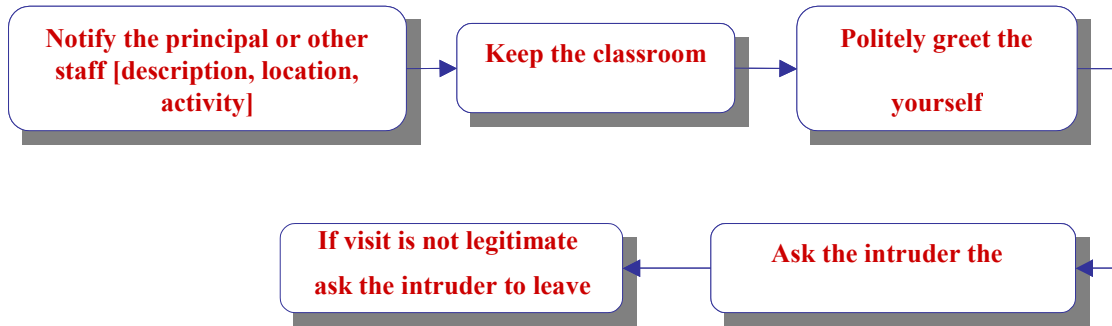 Notify the principal or other
staff [description, location,
activity]
Keep the classroom
Politely greet the
yourself
Ask the intruder the
If visit is not legitimate
ask the intruder to leave